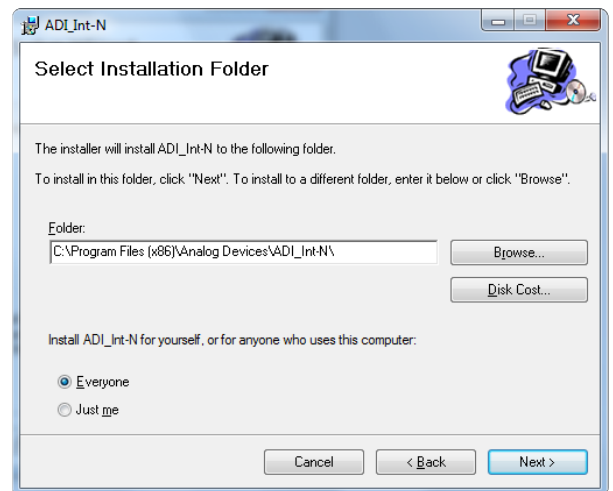 ADI_Int-N
Select Installation Folder
The installer will install ADI_Int-N to the following folder.
To install in this folder, click "Next". To install to a different folder, enter it below or click "Browse".
Folder:
C:\Program Files (x86)\Analog Devices\ADI_Int-N\
Browse...
Disk Cost...
Install ADI_Int-N for yourself, or for anyone who uses this computer:
Everyone
Just me
Cancel
< Back
Next >